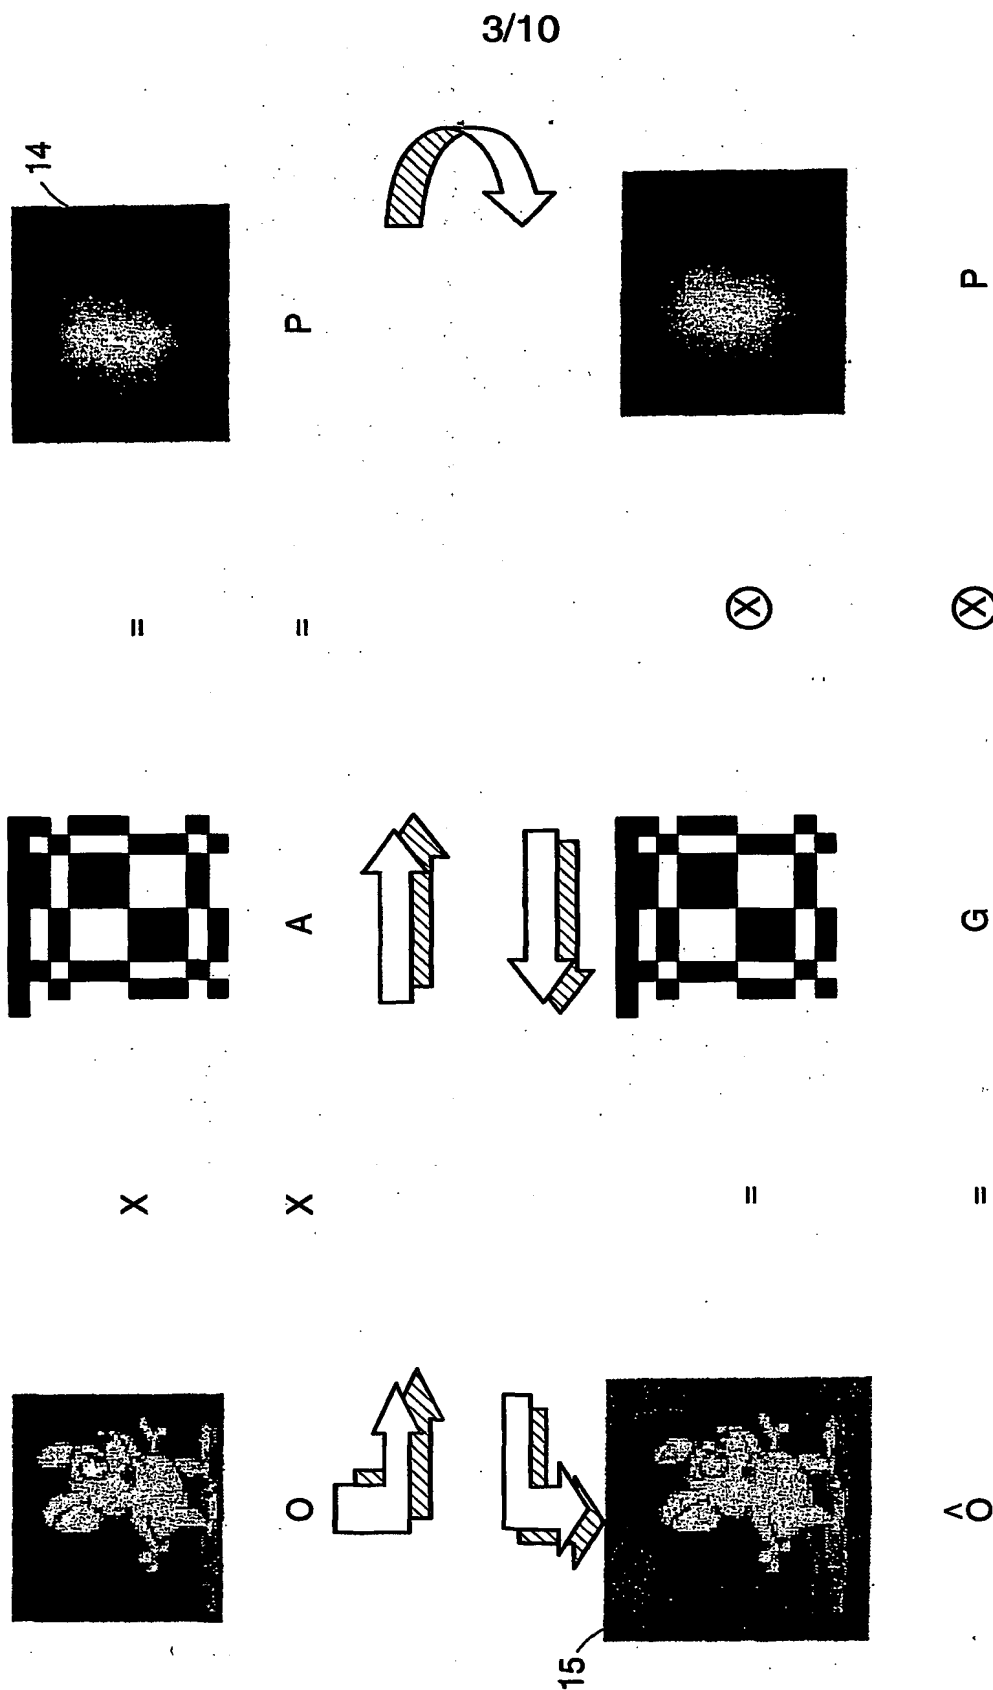 3/10
14
X =
O X A = P
15
= Ⓧ
Ô = G Ⓧ P